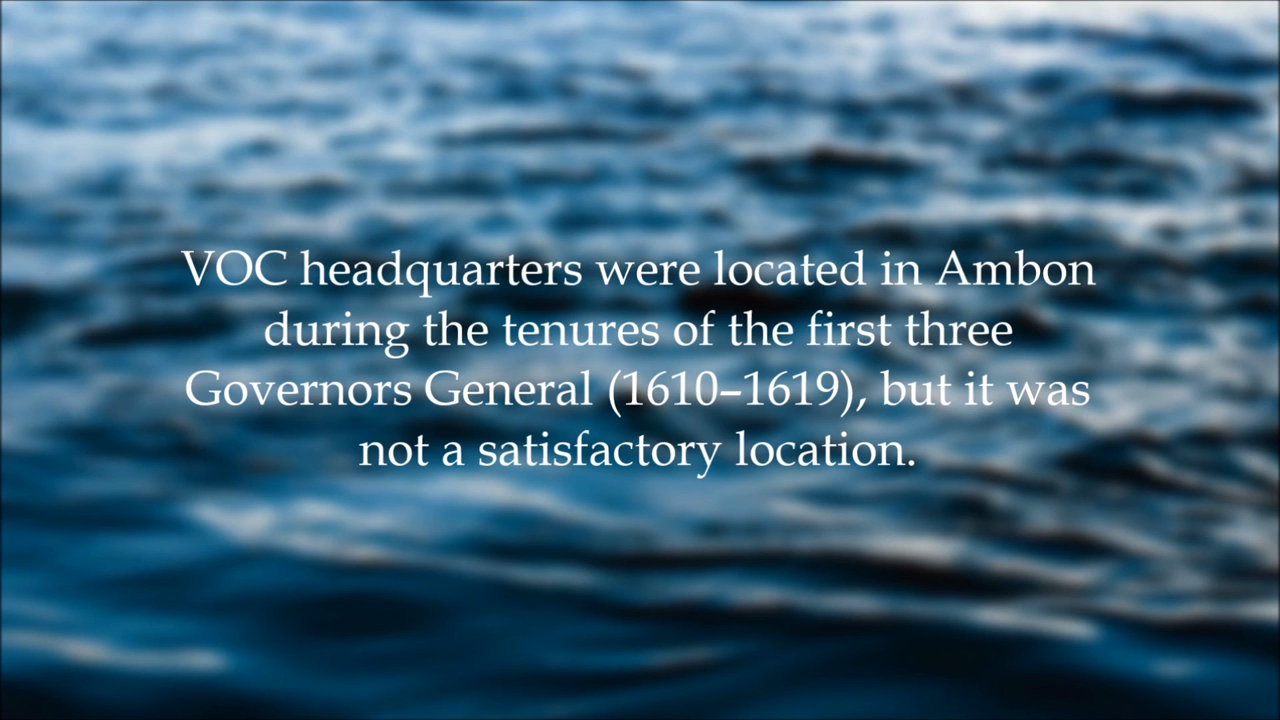 VOC headquarters were located in Ambon
during the tenures of the first three
Governors General (1610–1619), but it was
not a satisfactory location.